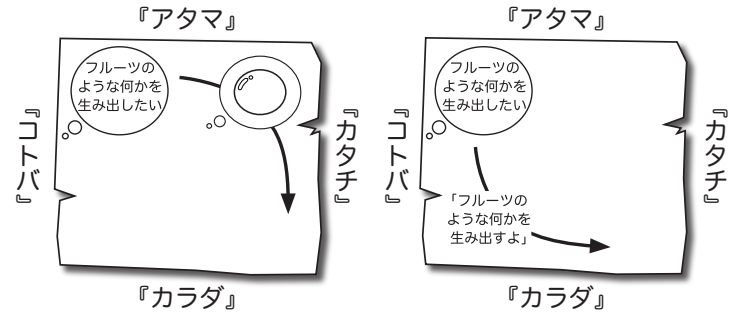 『アタマ』
フルーツの
ような何かを
生み出したい
『コトバ』
『カタチ』
『カラダ』
『アタマ』
フルーツの
ような何かを
生み出したい
『コトバ』
「フルーツの
ような何かを
生み出すよ」
『カタチ』
『カラダ』